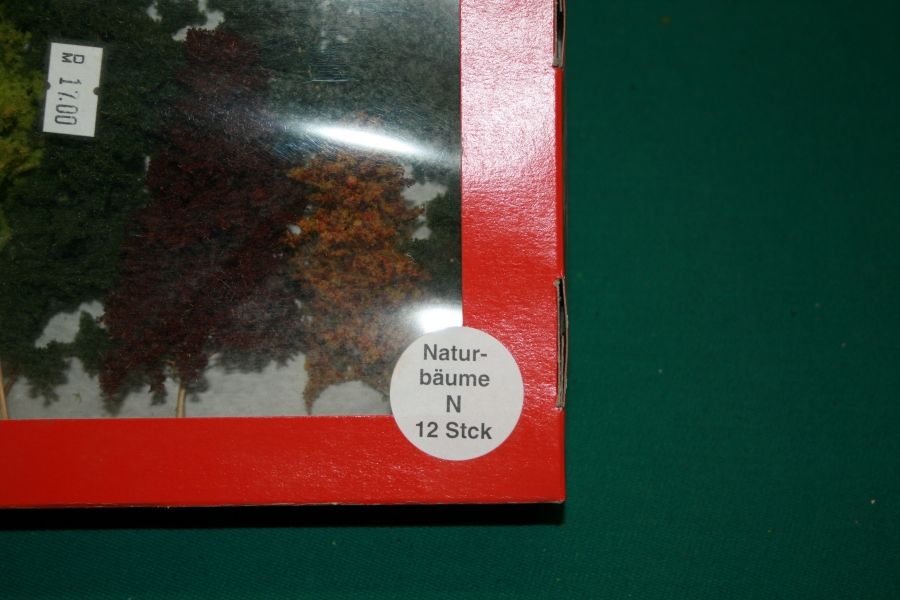 DM
17.00
Natur-
bäume
N
12 Stck